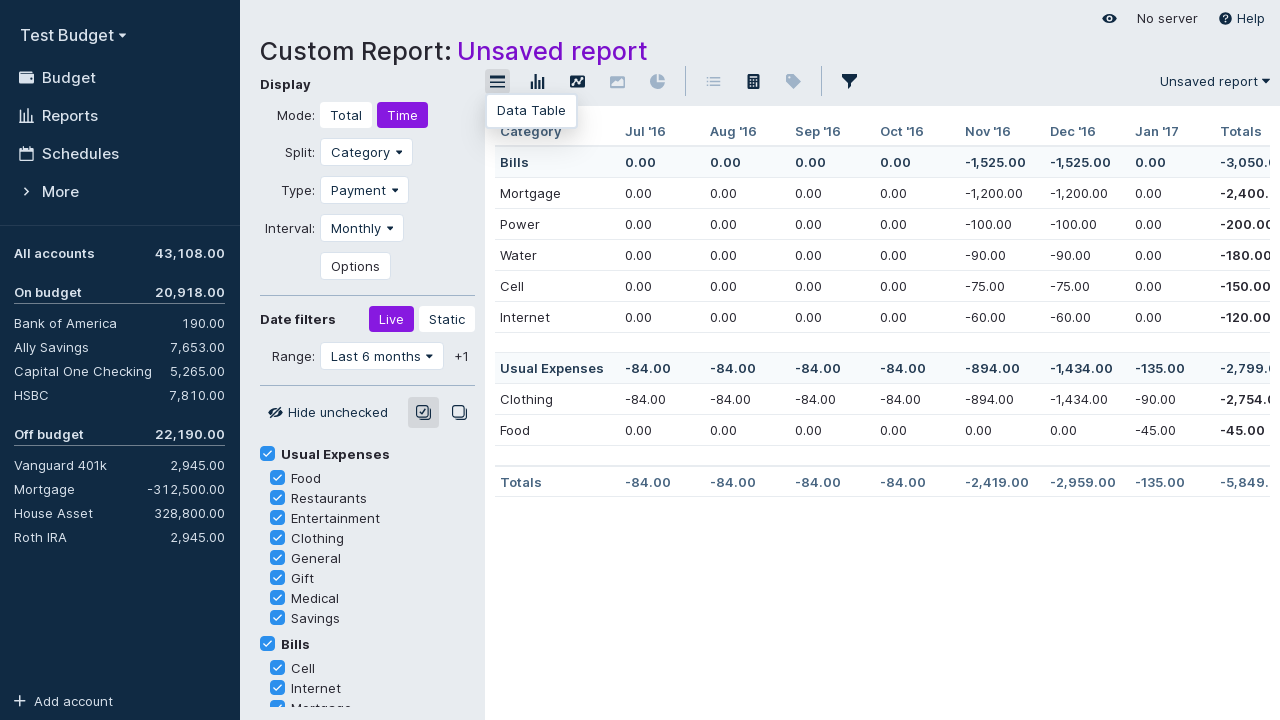 Test Budget
Budget
Reports
Schedules
More
All accounts 43,108.00
On budget 20,918.00
Bank of America 190.00
Ally Savings 7,653.00
Capital One Checking 5,265.00
HSBC 7,810.00
Off budget 22,190.00
Vanguard 401k 2,945.00
Mortgage -312,500.00
House Asset 328,800.00
Roth IRA 2,945.00
Add account
No server
Help
Custom Report: Unsaved report
Display
Mode: Total Time
Split: Category
Type: Payment
Interval: Monthly
Options
Date filters Live Static
Range: Last 6 months +1
Hide unchecked
Usual Expenses
Food
Restaurants
Entertainment
Clothing
General
Gift
Medical
Savings
Bills
Cell
Internet
Mortgage
Unsaved report
Data Table
Category Jul '16 Aug '16 Sep '16 Oct '16 Nov '16 Dec '16 Jan '17 Totals
Bills 0.00 0.00 0.00 0.00 -1,525.00 -1,525.00 0.00 -3,050.0
Mortgage 0.00 0.00 0.00 0.00 -1,200.00 -1,200.00 0.00 -2,400.
Power 0.00 0.00 0.00 0.00 -100.00 -100.00 0.00 -200.00
Water 0.00 0.00 0.00 0.00 -90.00 -90.00 0.00 -180.00
Cell 0.00 0.00 0.00 0.00 -75.00 -75.00 0.00 -150.00
Internet 0.00 0.00 0.00 0.00 -60.00 -60.00 0.00 -120.00
Usual Expenses -84.00 -84.00 -84.00 -84.00 -894.00 -1,434.00 -135.00 -2,799.0
Clothing -84.00 -84.00 -84.00 -84.00 -894.00 -1,434.00 -90.00 -2,754.0
Food 0.00 0.00 0.00 0.00 0.00 0.00 -45.00 -45.00
Totals -84.00 -84.00 -84.00 -84.00 -2,419.00 -2,959.00 -135.00 -5,849.